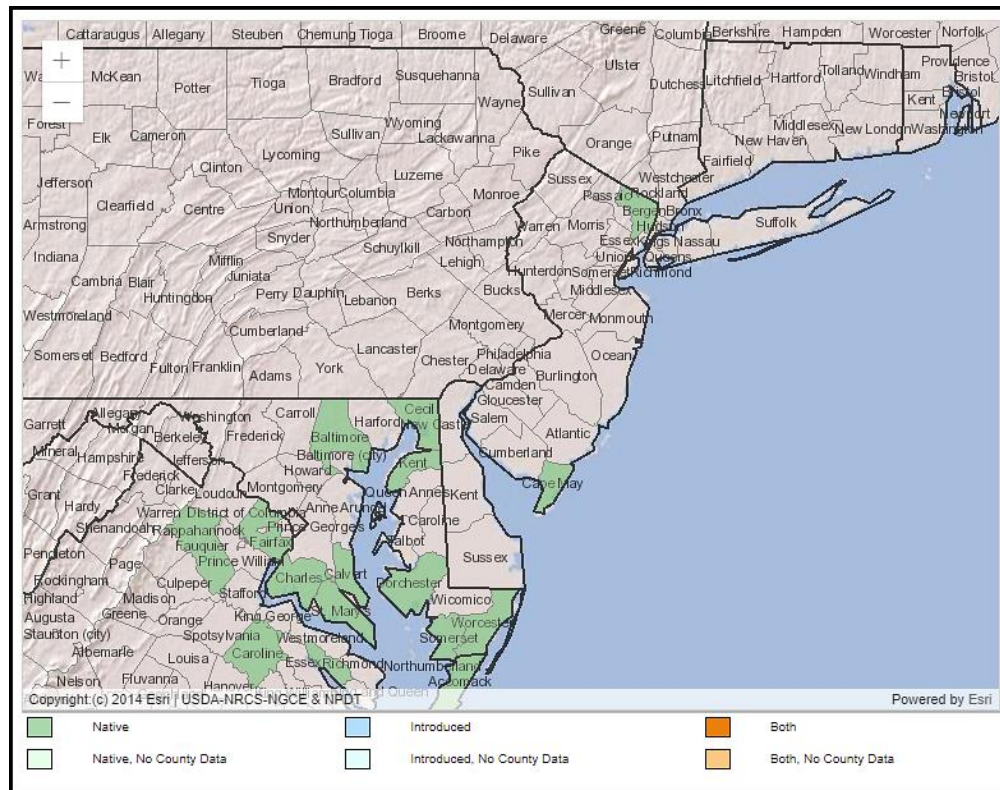 Cattaraugus Allegany Steuben Chemung Tioga Broome Delaware Greene Columbia Berkshire Hampden Worcester Norfolk
+
−
McKean Potter Tioga Bradford Susquehanna Wayne Sullivan Ulster Dutchess Litchfield Hartford Tolland Windham Providence Bristol
Kent Bristol Newport
Forest Elk Cameron Sullivan Wyoming Lackawanna Pike Orange Putnam Middlesex New London Washington
New Haven
Clinton Lycoming Luzerne Sussex Westchester Fairfield
Jefferson Clearfield Centre Montour Columbia Monroe Passaic Rockland
Union Northumberland Carbon Bergen Bronx
Armstrong Snyder Schuylkill Northampton Warren Morris Hudson Suffolk
Essex Kings Nassau
Indiana Mifflin Juniata Lehigh Union Queens
Hunterdon Somerset Richmond
Cambria Blair Huntingdon Perry Dauphin Lebanon Berks Bucks Middlesex
Westmoreland Cumberland Montgomery Mercer Monmouth
Somerset Bedford Fulton Franklin Adams York Lancaster Chester Philadelphia Ocean
Delaware Burlington
Camden
Gloucester
Garrett Allegany Washington Carroll Harford Cecil New Castle Salem
Morgan Berkeley Frederick Baltimore Atlantic
Mineral Hampshire Jefferson Baltimore (city) Cumberland
Frederick Howard Kent
Grant Clarke Loudoun Montgomery Cape May
Hardy Warren District of Columbia Anne Arundel Queen Annes Kent
Shenandoah Rappahannock Prince Georges Caroline
Fauquier Fairfax Talbot
Pendleton Page Prince William Sussex
Rockingham Culpeper Charles Calvert Dorchester
Highland Madison Stafford Wicomico
Augusta Greene Orange King George St. Marys Worcester
Staunton (city) Spotsylvania Westmoreland Somerset
Albemarle Louisa Caroline Essex Richmond Northumberland
Nelson Fluvanna Hanover King William King and Queen Accomack
Copyright:(c) 2014 Esri | USDA-NRCS-NGCE & NPDT Powered by Esri
Native Introduced Both
Native, No County Data Introduced, No County Data Both, No County Data